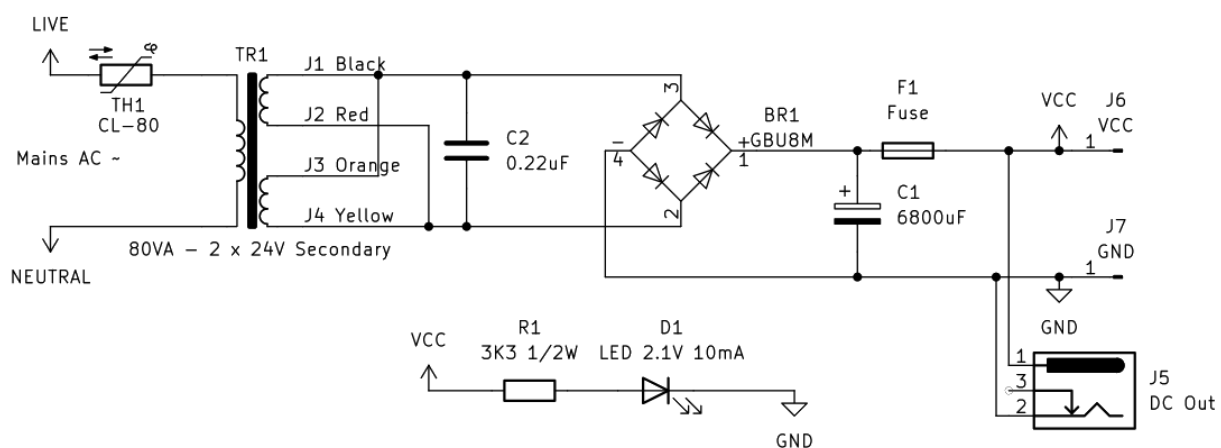 LIVE
TH1
CL-80
Mains AC ~
NEUTRAL
TR1
J1 Black
J2 Red
J3 Orange
J4 Yellow
80VA - 2 x 24V Secondary
C2
0.22uF
3
BR1
GBU8M
-
4
+
1
2
F1
Fuse
+
C1
6800uF
VCC
J6
VCC
1
J7
GND
1
GND
VCC
R1
3K3 1/2W
D1
LED 2.1V 10mA
GND
1
3
2
J5
DC Out